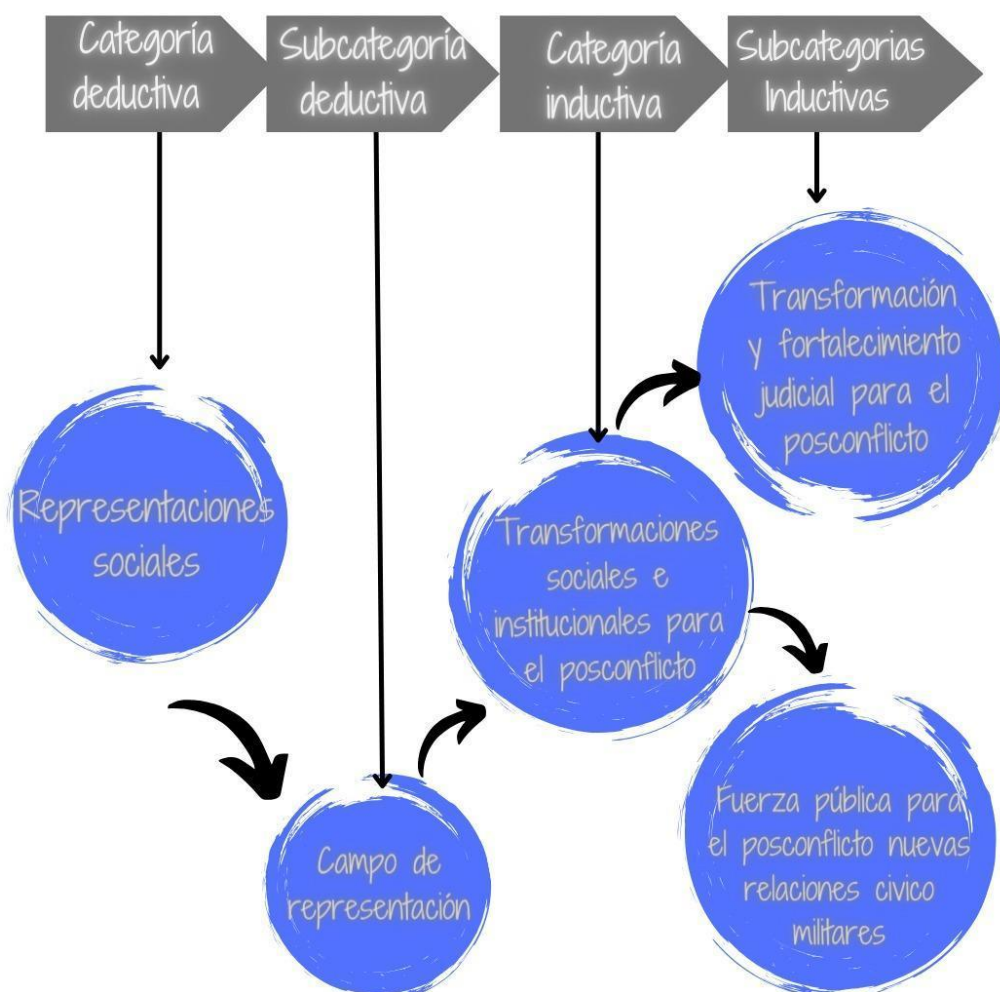 Categoría
deductiva
Subcategoría
deductiva
Categoría
inductiva
Subcategorias
Inductivas
Representaciones
sociales
Campo de
representación
Transformaciones
sociales e
institucionales para
el posconflicto
Transformación
y fortalecimiento
judicial para el
posconflicto
Fuerza pública para
el posconflicto nuevas
relaciones civico
militares